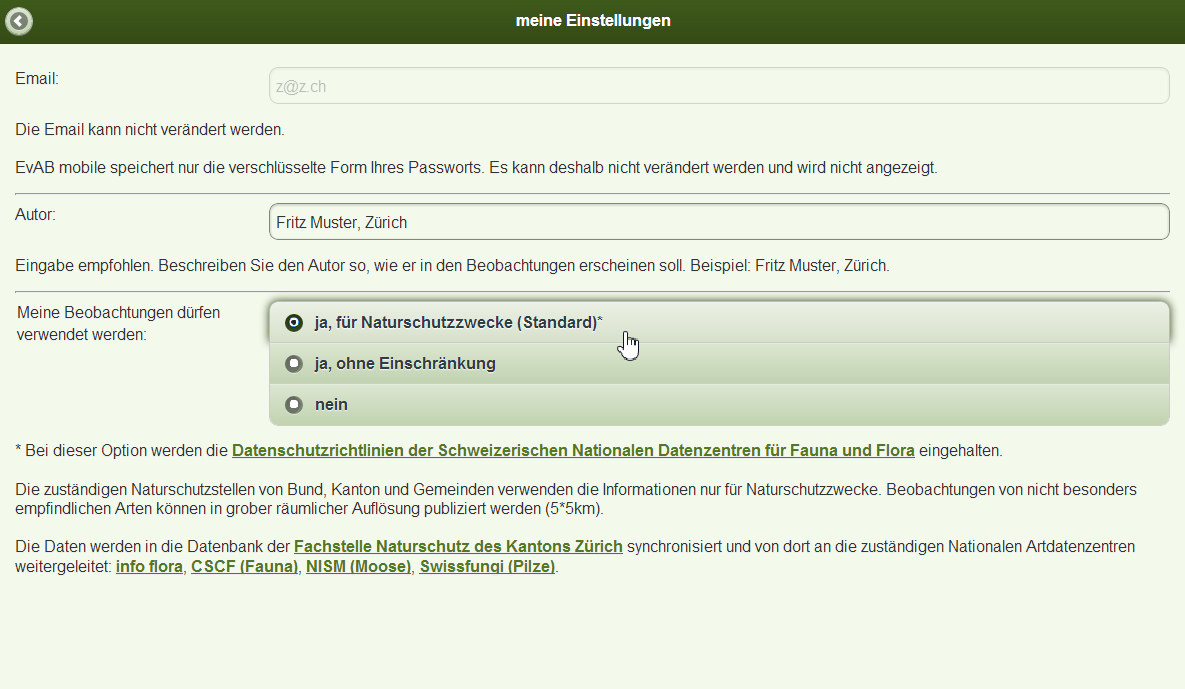 meine Einstellungen
Email:
z@z.ch
Die Email kann nicht verändert werden.
EvAB mobile speichert nur die verschlüsselte Form Ihres Passworts. Es kann deshalb nicht verändert werden und wird nicht angezeigt.
Autor:
Fritz Muster, Zürich
Eingabe empfohlen. Beschreiben Sie den Autor so, wie er in den Beobachtungen erscheinen soll. Beispiel: Fritz Muster, Zürich.
Meine Beobachtungen dürfen
verwendet werden:
ja, für Naturschutzzwecke (Standard)*
ja, ohne Einschränkung
nein
* Bei dieser Option werden die Datenschutzrichtlinien der Schweizerischen Nationalen Datenzentren für Fauna und Flora eingehalten.
Die zuständigen Naturschutzstellen von Bund, Kanton und Gemeinden verwenden die Informationen nur für Naturschutzzwecke. Beobachtungen von nicht besonders
empfindlichen Arten können in grober räumlicher Auflösung publiziert werden (5*5km).
Die Daten werden in die Datenbank der Fachstelle Naturschutz des Kantons Zürich synchronisiert und von dort an die zuständigen Nationalen Artdatenzentren
weitergeleitet: info flora, CSCF (Fauna), NISM (Moose), Swissfungi (Pilze).